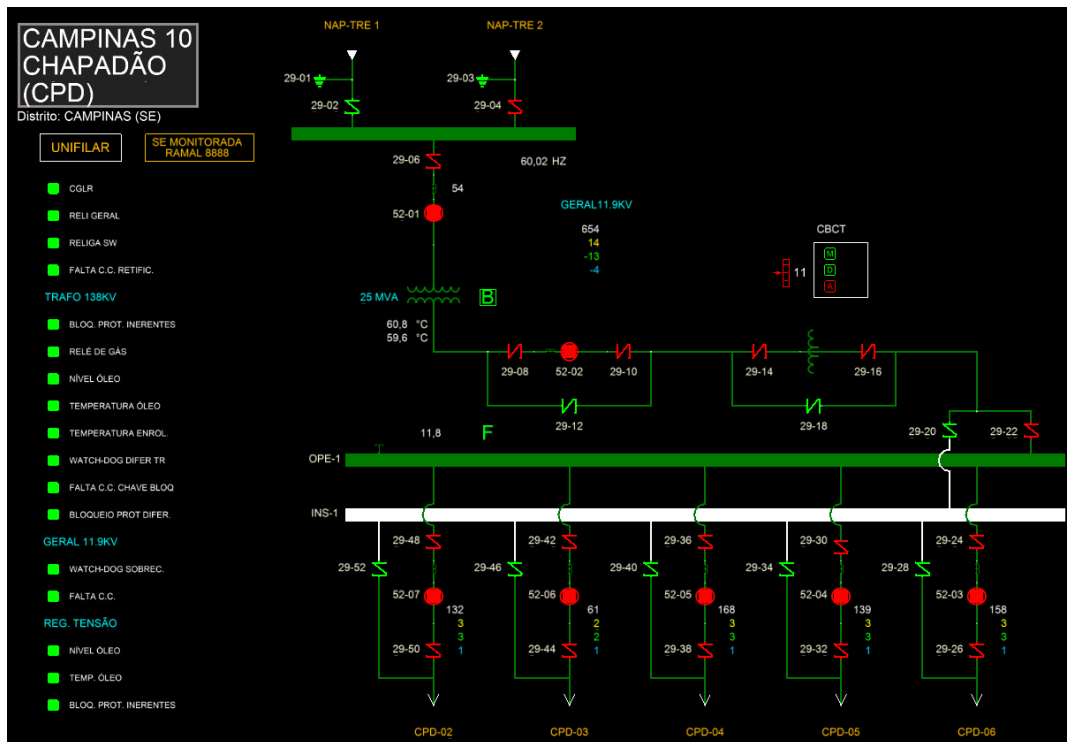 CAMPINAS 10
CHAPADÃO
(CPD)
Distrito: CAMPINAS (SE)
UNIFILAR
SE MONITORADA
RAMAL 8888
CGLR
RELI GERAL
RELIGA SW
FALTA C.C. RETIFIC.
TRAFO 138KV
BLOQ. PROT. INERENTES
RELÉ DE GÁS
NÍVEL ÓLEO
TEMPERATURA ÓLEO
TEMPERATURA ENROL.
WATCH-DOG DIFER TR
FALTA C.C. CHAVE BLOQ
BLOQUEIO PROT DIFER.
GERAL 11.9KV
WATCH-DOG SOBREC.
FALTA C.C.
REG. TENSÃO
NÍVEL ÓLEO
TEMP. ÓLEO
BLOQ. PROT. INERENTES
NAP-TRE 1 NAP-TRE 2
29-01 29-03
29-02 29-04
29-06 60,02 HZ
54
52-01
GERAL11.9KV
654
14
-13
-4
CBCT
M
D
A
11
25 MVA B
60,8 °C
59,6 °C
29-08 52-02 29-10 29-14 29-16
29-12 29-18
11,8 F 29-20 29-22
OPE-1
INS-1
29-48 29-42 29-36 29-30 29-24
29-52 29-46 29-40 29-34 29-28
52-07 52-06 52-05 52-04 52-03
132 61 168 139 158
3 2 3 3 3
3 2 3 3 3
1 1 1 1 1
29-50 29-44 29-38 29-32 29-26
CPD-02 CPD-03 CPD-04 CPD-05 CPD-06